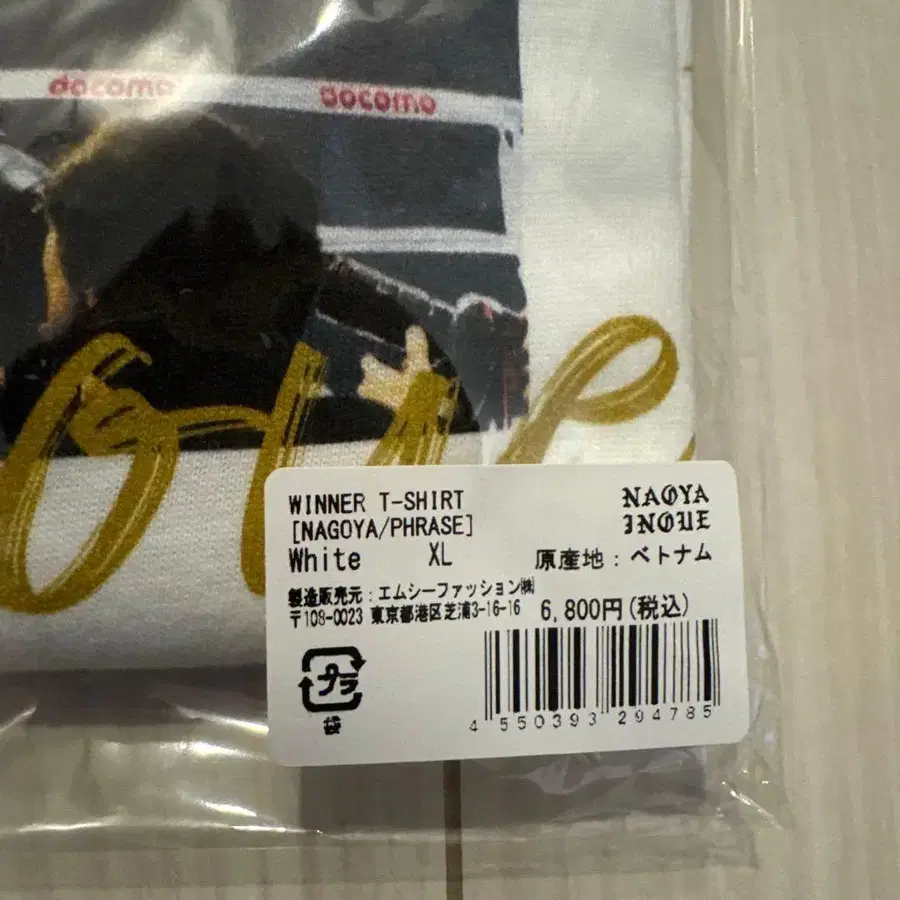 docomo
docomo
WINNER T-SHIRT
[NAGOYA/PHRASE]
White XL
NAOYA
INOUE
原産地:ベトナム
製造販売元:エムシーファッション㈱
〒108-0023 東京都港区芝浦3-16-16
6,800円(税込)
プラ
袋
4 550393 294785